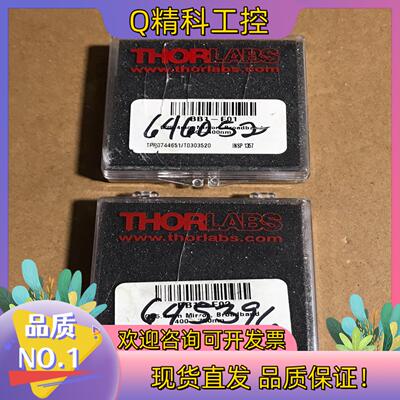 Q精科工控
THORLABS
www.thorlabs.com
BB1-E01
TPR0744651/T0303520 INSP 1357
THORLABS
www.thorlabs.com
Mirror, Broadband
品质
NO.1
欢迎咨询可开发票
现货直发 品质保证!